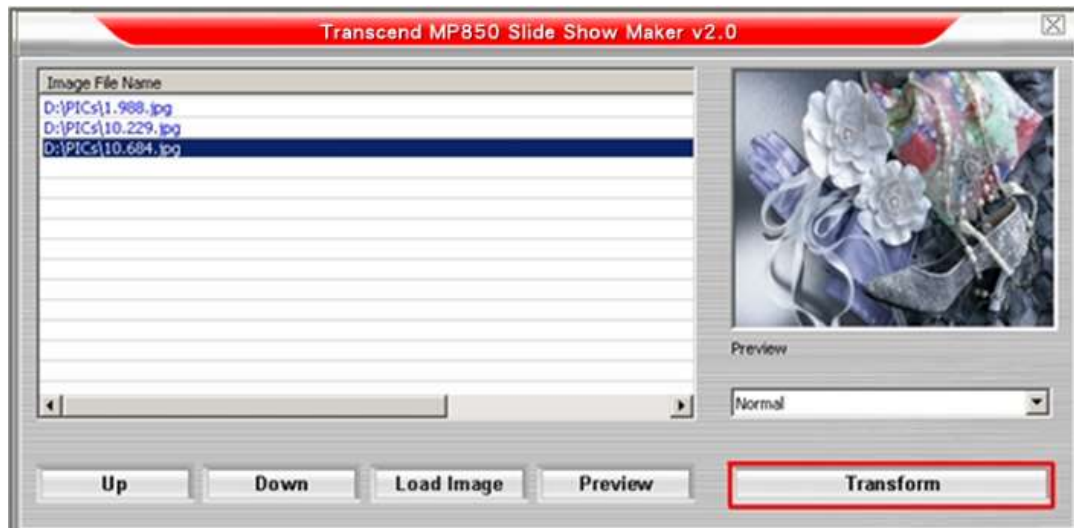 Transcend MP850 Slide Show Maker v2.0
Image File Name
D:\PICs\1.988.jpg
D:\PICs\10.229.jpg
D:\PICs\10.684.jpg
Preview
Normal
Up Down Load Image Preview Transform